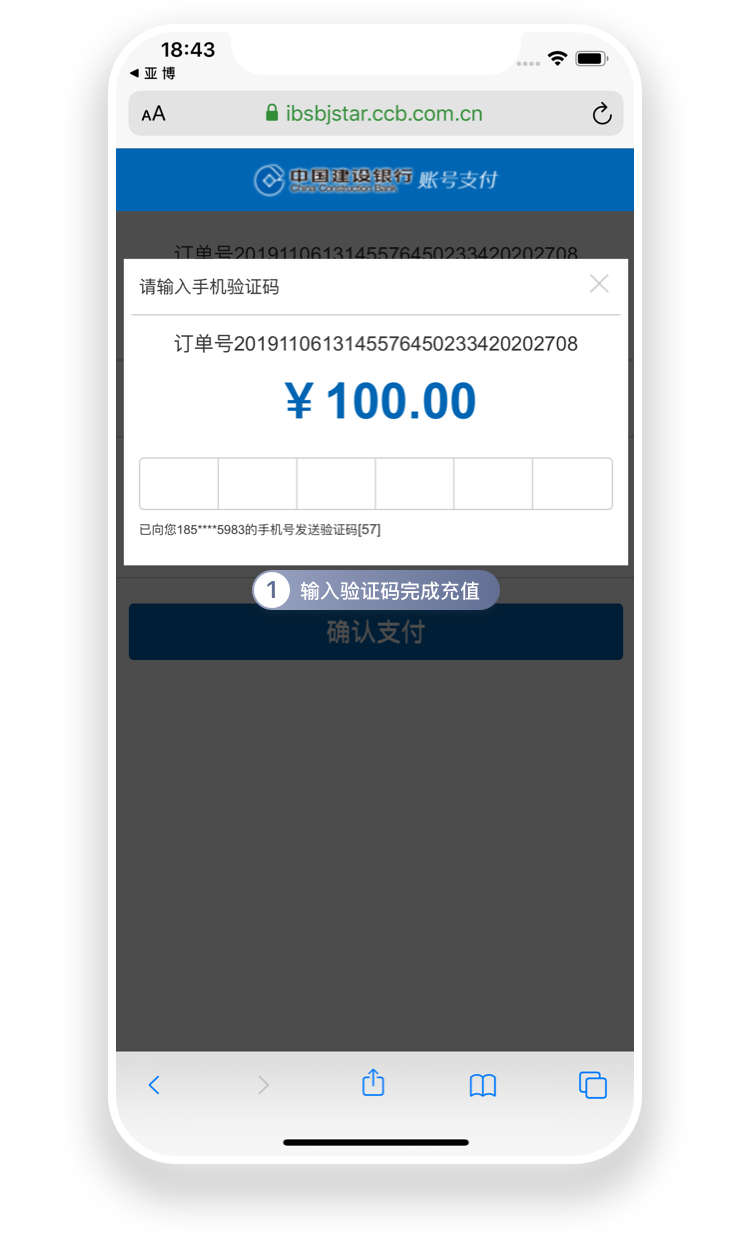 18:43
◀ 亚 博
AA
ibsbjstar.ccb.com.cn
中国建设银行 账号支付
China Construction Bank
订单号2019110613145576450233420202708
请输入手机验证码
订单号2019110613145576450233420202708
¥ 100.00
已向您185****5983的手机号发送验证码[57]
1 输入验证码完成充值
确认支付